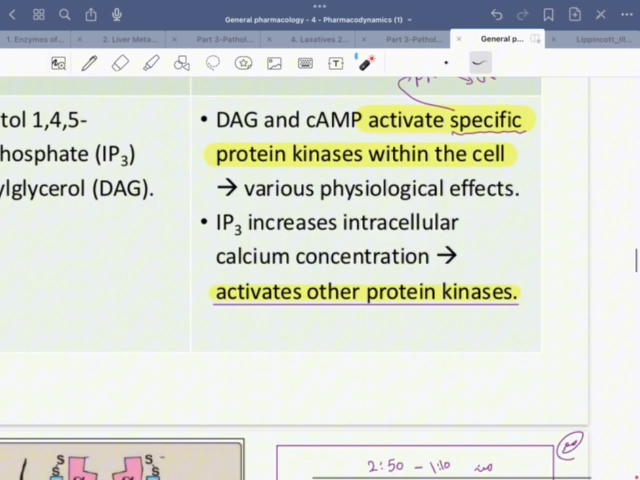 General pharmacology - 4 - Pharmacodynamics (1)
1. Enzymes of...
2. Liver Meta...
Part 3-Pathol...
4. Laxatives 2...
Part 3-Pathol...
General p...
Lippincott_Ill...
tol 1,4,5-
hosphate (IP₃)
ylglycerol (DAG).
• DAG and cAMP activate specific
protein kinases within the cell
→ various physiological effects.
• IP₃ increases intracellular
calcium concentration →
activates other protein kinases.
S
S
S
S
S
S
2:50 - 1:10